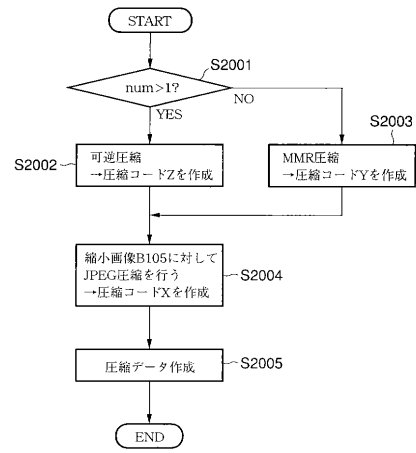 START
S2001
num>1?
NO
YES
S2003
S2002
可逆圧縮
→圧縮コードZを作成
MMR圧縮
→圧縮コードYを作成
縮小画像B105に対して
JPEG圧縮を行う
→圧縮コードXを作成
S2004
圧縮データ作成
S2005
END